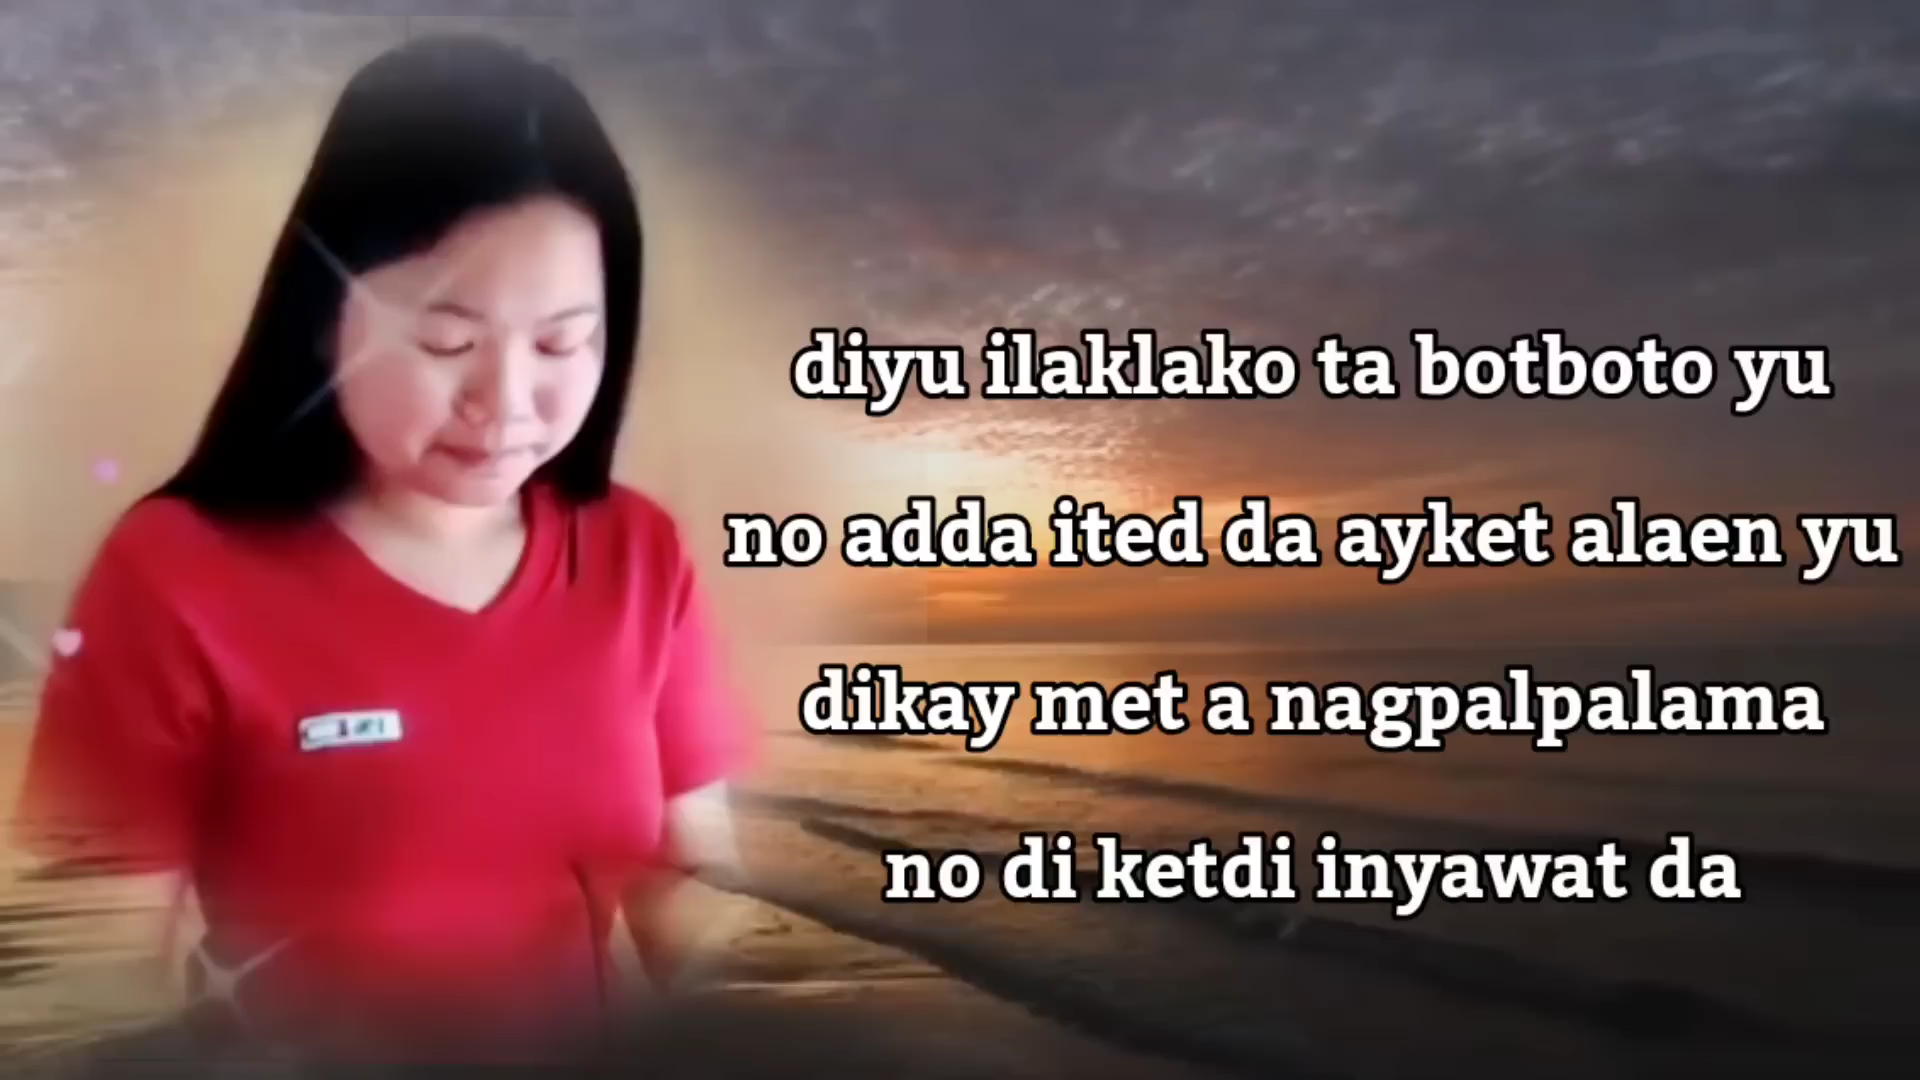 diyu ilaklako ta botboto yu
no adda ited da ayket alaen yu
dikay met a nagpalpalama
no di ketdi inyawat da